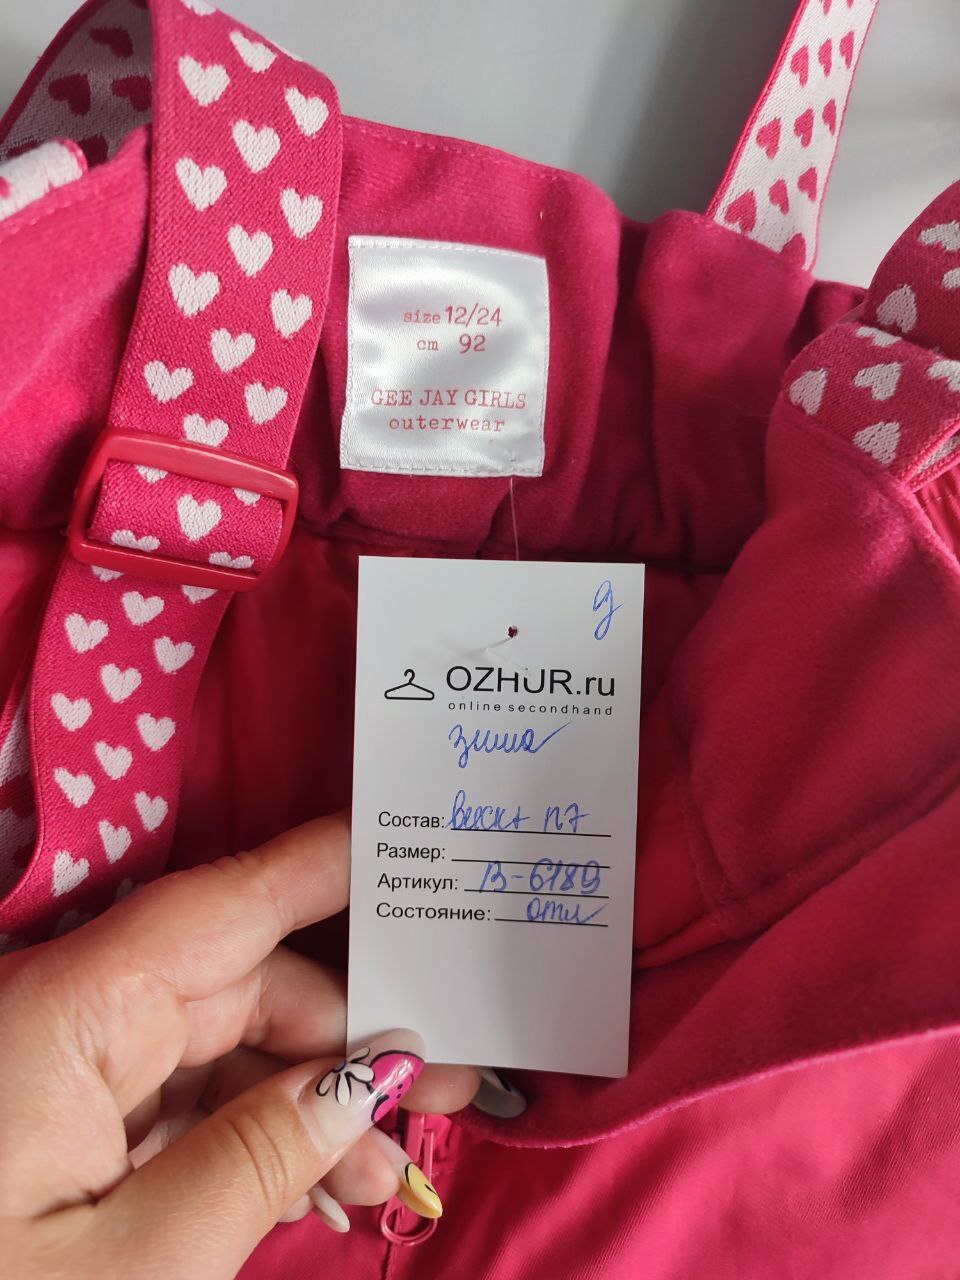 size 12/24
cm 92
GEE JAY GIRLS
outerwear
g
OZHUR.ru
online secondhand
зима
Состав:
Размер:
Артикул: В-6189
Состояние: отл